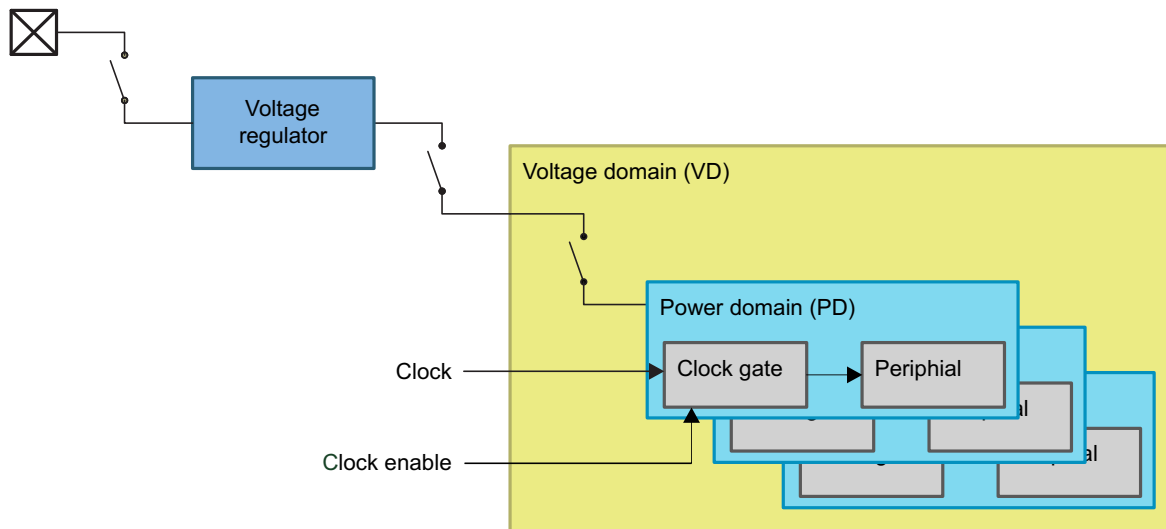 Voltage
regulator
Voltage domain (VD)
Power domain (PD)
Clock
Clock gate
Periphial
Clock enable